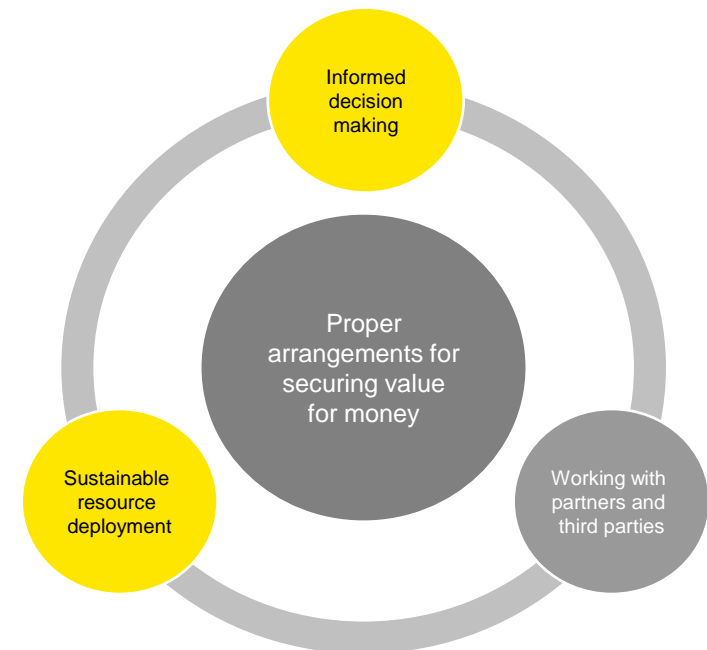 Informed
decision
making
Proper
arrangements for
securing value
for money
Sustainable
resource
deployment
Working with
partners and
third parties